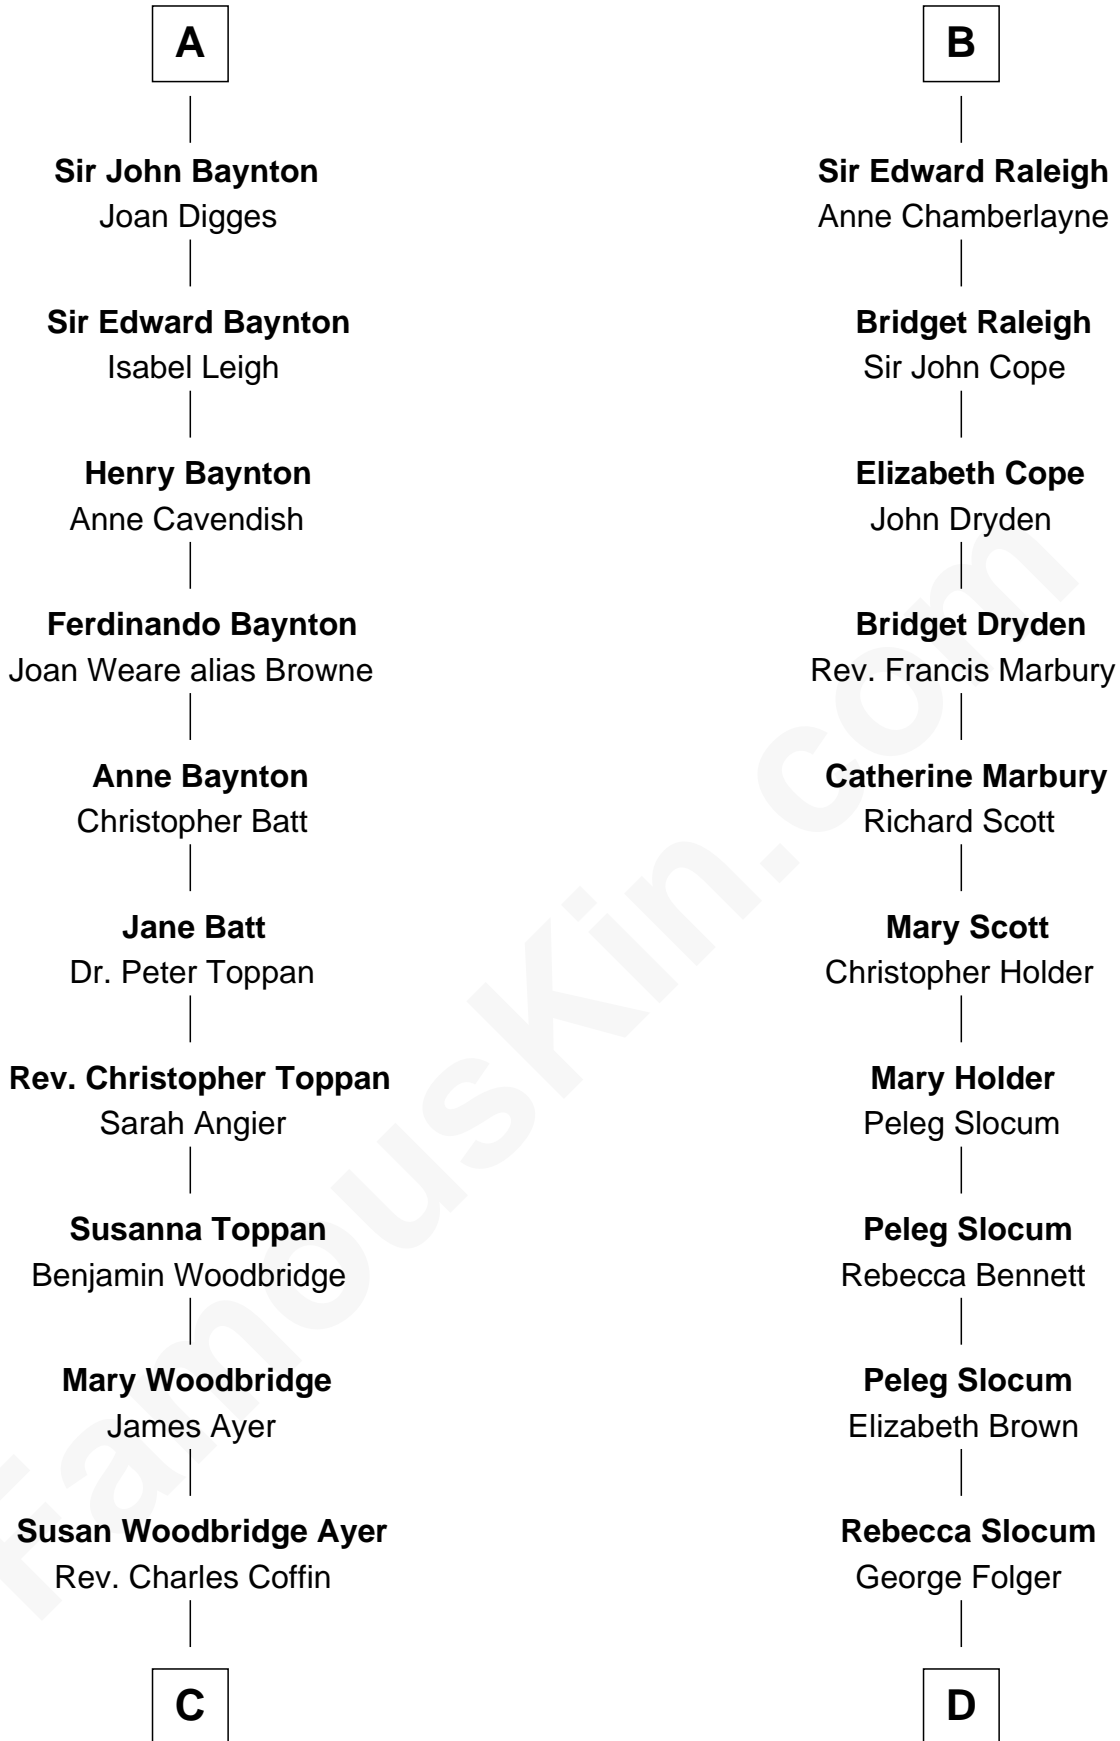 A
Sir John Baynton
Joan Digges
Sir Edward Baynton
Isabel Leigh
Henry Baynton
Anne Cavendish
Ferdinando Baynton
Joan Weare alias Browne
Anne Baynton
Christopher Batt
Jane Batt
Dr. Peter Toppan
Rev. Christopher Toppan
Sarah Angier
Susanna Toppan
Benjamin Woodbridge
Mary Woodbridge
James Ayer
Susan Woodbridge Ayer
Rev. Charles Coffin
C
B
Sir Edward Raleigh
Anne Chamberlayne
Bridget Raleigh
Sir John Cope
Elizabeth Cope
John Dryden
Bridget Dryden
Rev. Francis Marbury
Catherine Marbury
Richard Scott
Mary Scott
Christopher Holder
Mary Holder
Peleg Slocum
Peleg Slocum
Rebecca Bennett
Peleg Slocum
Elizabeth Brown
Rebecca Slocum
George Folger
D
FamousKin.com